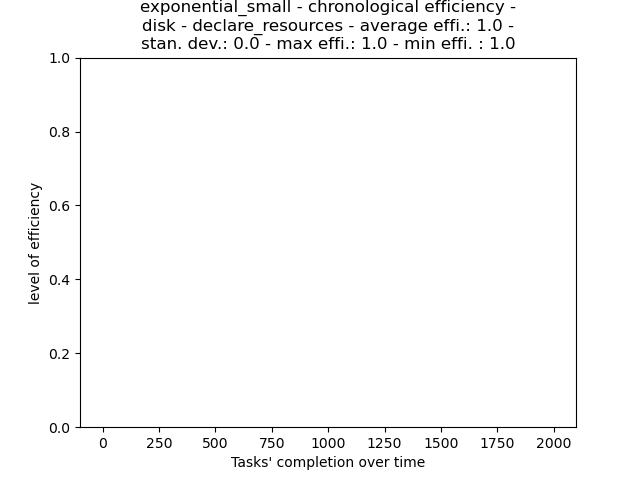 exponential_small - chronological efficiency -
disk - declare_resources - average effi.: 1.0 -
stan. dev.: 0.0 - max effi.: 1.0 - min effi. : 1.0
1.0
0.8
0.6
0.4
0.2
0.0
level of efficiency
0 250 500 750 1000 1250 1500 1750 2000
Tasks' completion over time